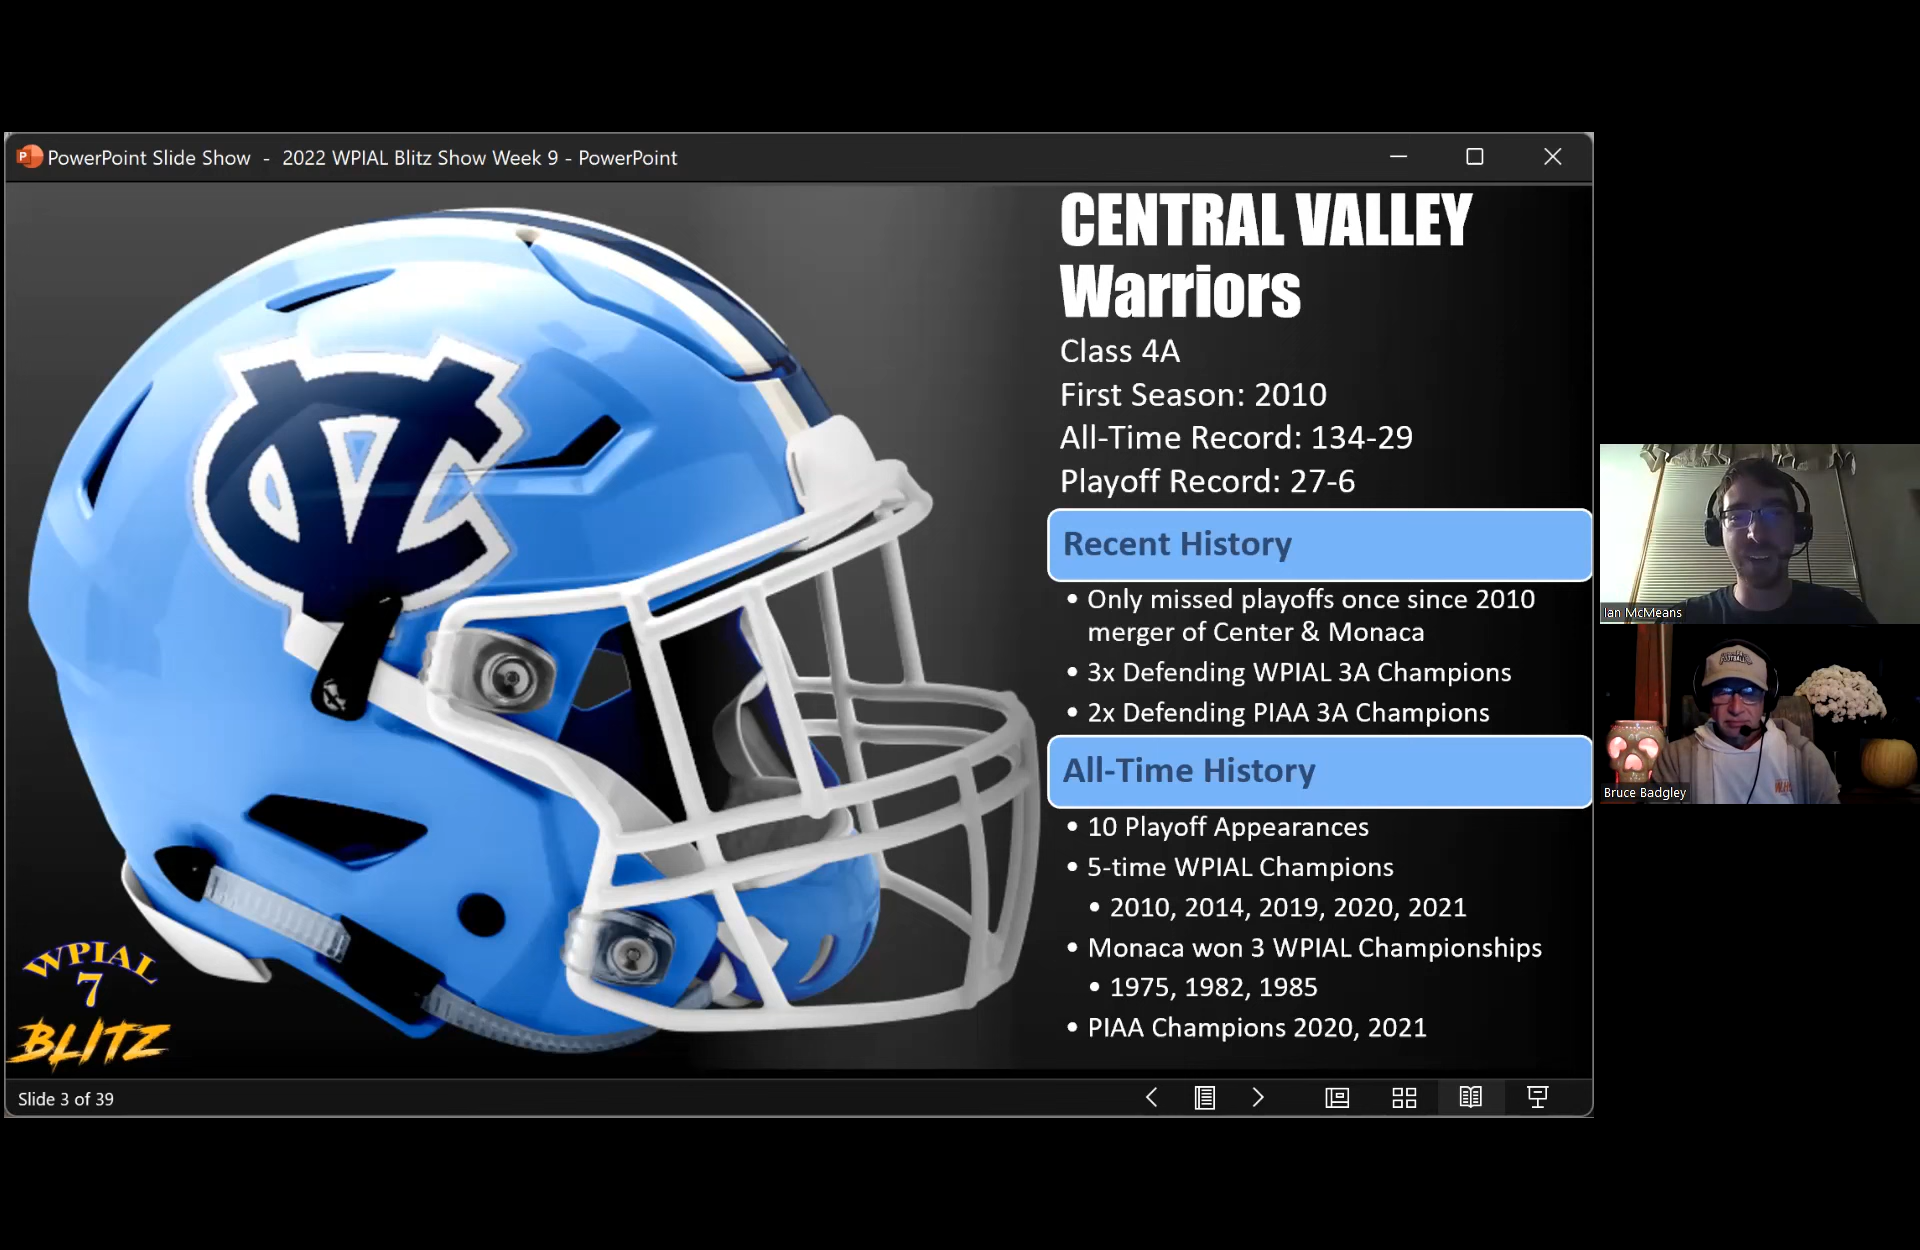 PowerPoint Slide Show - 2022 WPIAL Blitz Show Week 9 - PowerPoint
CENTRAL VALLEY
Warriors
Class 4A
First Season: 2010
All-Time Record: 134-29
Playoff Record: 27-6
Recent History
• Only missed playoffs once since 2010
merger of Center & Monaca
• 3x Defending WPIAL 3A Champions
• 2x Defending PIAA 3A Champions
All-Time History
• 10 Playoff Appearances
• 5-time WPIAL Champions
• 2010, 2014, 2019, 2020, 2021
• Monaca won 3 WPIAL Championships
• 1975, 1982, 1985
• PIAA Champions 2020, 2021
CV
WPIAL
7
BLITZ
Slide 3 of 39
Ian McMeans
FOOTBALL
Bruce Badgley